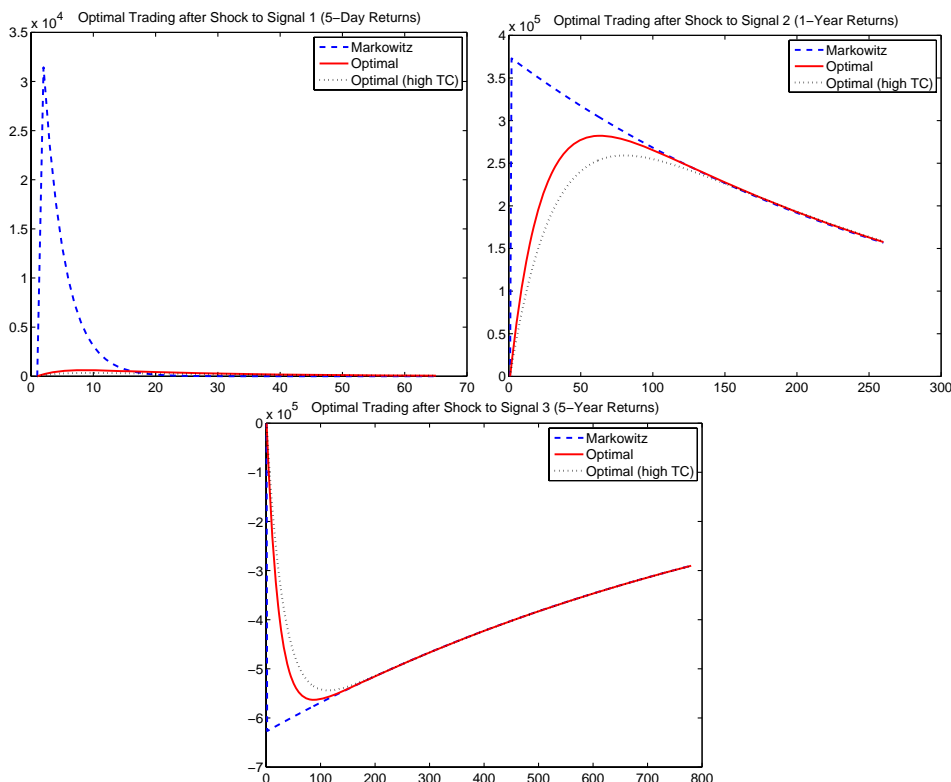 Optimal Trading after Shock to Signal 1 (5−Day Returns)
x 10^4
3.5
3
2.5
2
1.5
1
0.5
0
0 10 20 30 40 50 60 70
Markowitz
Optimal
Optimal (high TC)
Optimal Trading after Shock to Signal 2 (1−Year Returns)
x 10^5
4
3.5
3
2.5
2
1.5
1
0.5
0
0 50 100 150 200 250 300
Markowitz
Optimal
Optimal (high TC)
Optimal Trading after Shock to Signal 3 (5−Year Returns)
x 10^5
0
−1
−2
−3
−4
−5
−6
−7
0 100 200 300 400 500 600 700 800
Markowitz
Optimal
Optimal (high TC)